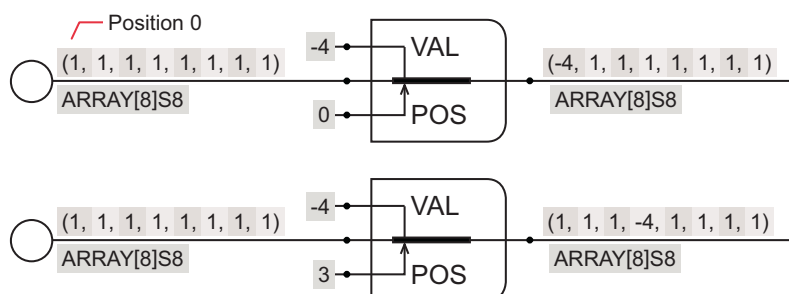 Position 0
-4 VAL
(1, 1, 1, 1, 1, 1, 1, 1) (-4, 1, 1, 1, 1, 1, 1, 1)
ARRAY[8]S8 ARRAY[8]S8
0 POS
-4 VAL
(1, 1, 1, 1, 1, 1, 1, 1) (1, 1, 1, -4, 1, 1, 1, 1)
ARRAY[8]S8 ARRAY[8]S8
3 POS